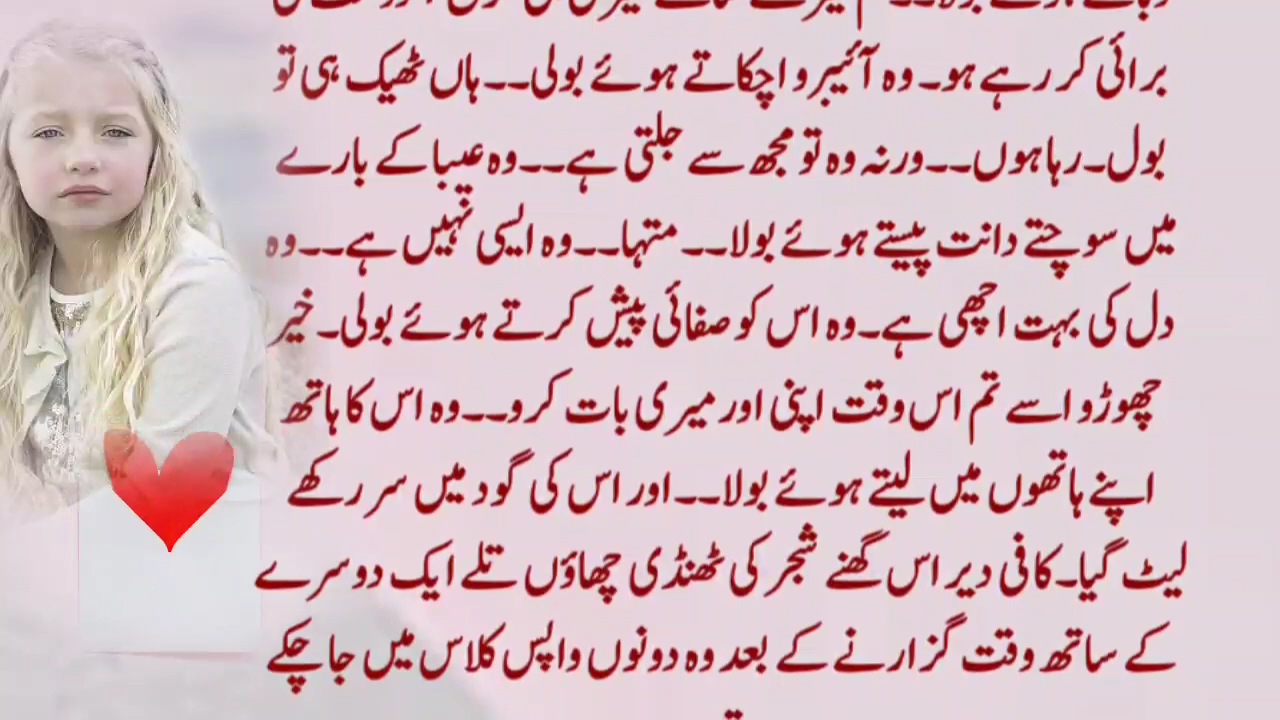 برائی کر رہے ہو۔ وہ آئیبرو اچکاتے ہوئے بولی۔۔ ہاں ٹھیک ہی تو
بول۔رہا ہوں۔۔ورنہ وہ تو مجھ سے جلتی ہے۔۔وہ عیبا کے بارے
میں سوچتے دانت پیستے ہوئے بولا۔۔ منتہا۔۔وہ ایسی نہیں ہے۔۔وہ
دل کی بہت اچھی ہے۔وہ اس کو صفائی پیش کرتے ہوئے بولی۔ خیر
چھوڑو اسے تم اس وقت اپنی اور میری بات کرو۔۔وہ اس کا ہاتھ
اپنے ہاتھوں میں لیتے ہوئے بولا۔۔اور اس کی گود میں سر رکھے
لیٹ گیا۔کافی دیر اس گھنے شجر کی ٹھنڈی چھاؤں تلے ایک دوسرے
کے ساتھ وقت گزارنے کے بعد وہ دونوں واپس کلاس میں جا چکے